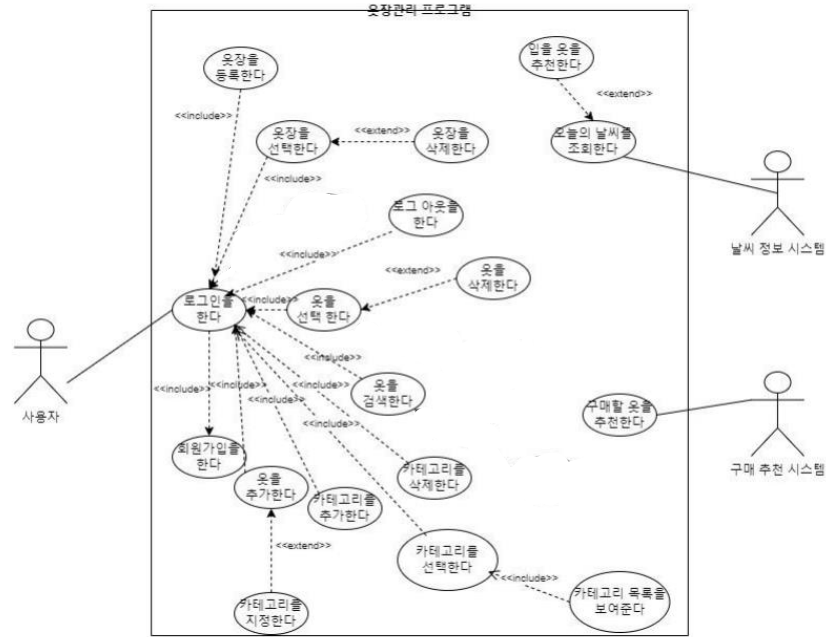 옷장관리 프로그램
옷장을
등록한다
입을 옷을
추천한다
<<include>>
<<extend>>
옷장을
선택한다
<<extend>>
옷장을
삭제한다
오늘의 날씨를
조회한다
<<include>>
로그 아웃를
한다
날씨 정보 시스템
<<include>>
<<extend>>
옷을
삭제한다
로그인을
한다
<<include>>
옷을
선택 한다
<<include>>
옷을
검색한다
<<include>>
<<include>>
<<include>>
<<include>>
<<include>>
사용자
구매할 옷을
추천한다
구매 추천 시스템
회원가입을
한다
옷을
추가한다
카테고리를
추가한다
카테고리를
삭제한다
<<extend>>
카테고리를
선택한다
<<include>>
카테고리를
지정한다
카테고리 목록을
보여준다